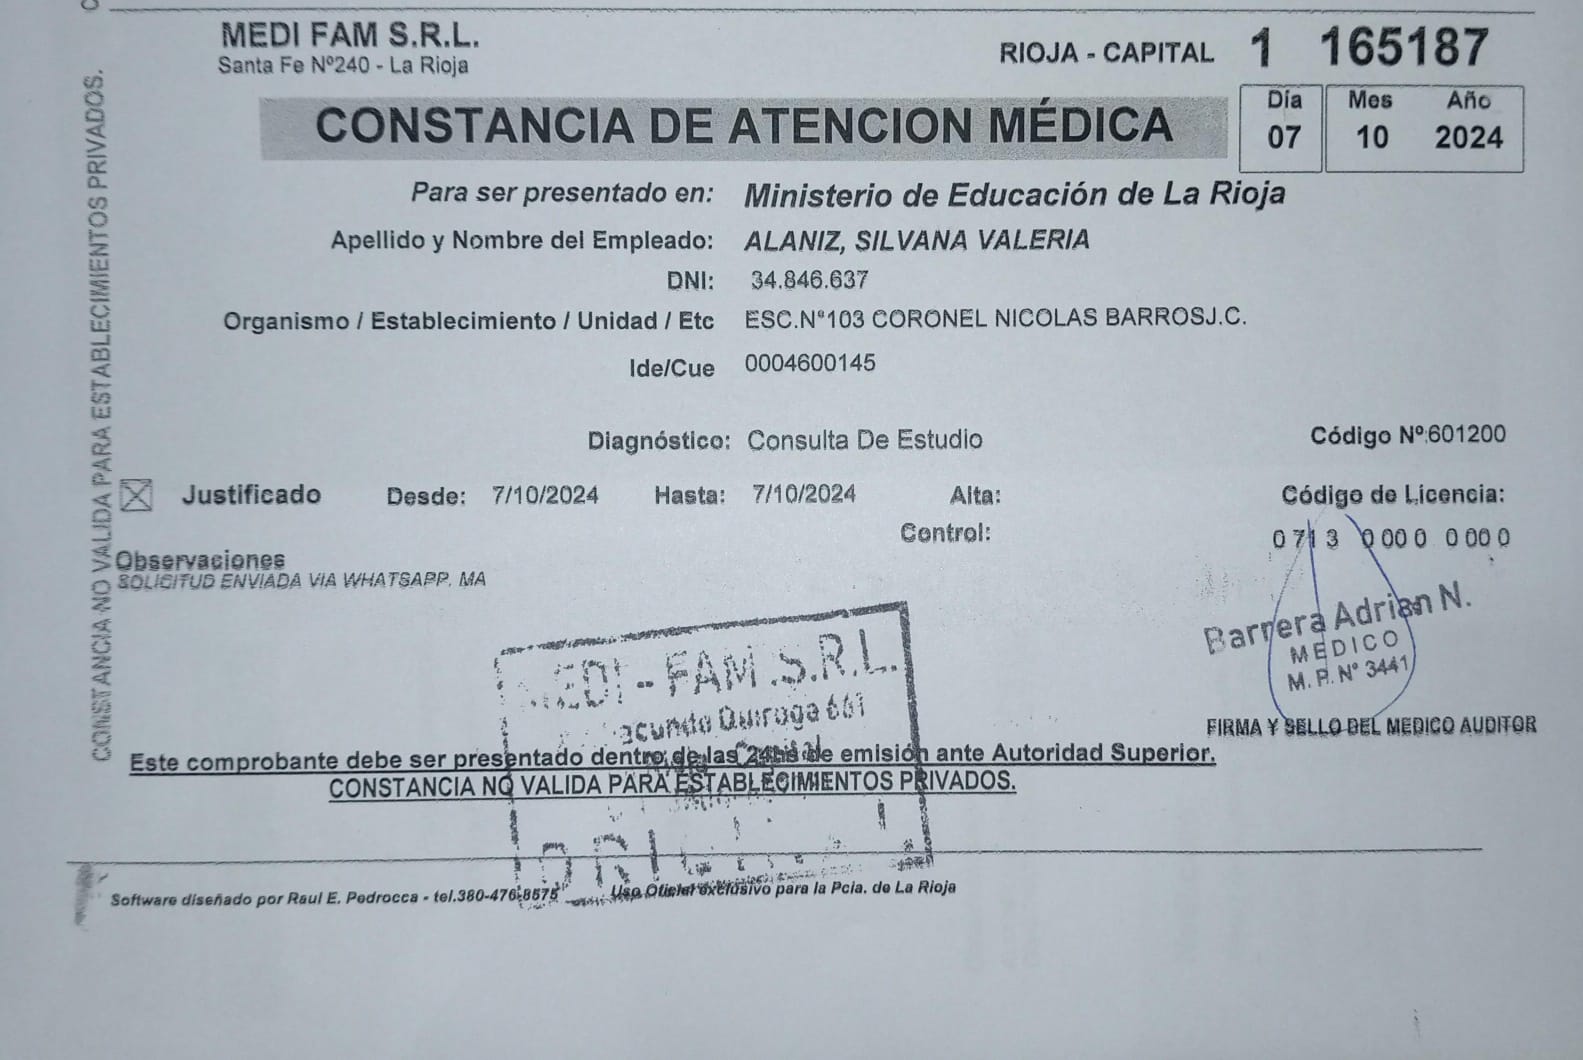 MEDI FAM S.R.L.
Santa Fe Nº240 - La Rioja
RIOJA - CAPITAL 1 165187
CONSTANCIA DE ATENCION MÉDICA
Día Mes Año
07 10 2024
Para ser presentado en: Ministerio de Educación de La Rioja
Apellido y Nombre del Empleado: ALANIZ, SILVANA VALERIA
DNI: 34.846.637
Organismo / Establecimiento / Unidad / Etc ESC.N°103 CORONEL NICOLAS BARROSJ.C.
Ide/Cue 0004600145
Diagnóstico: Consulta De Estudio Código Nº:601200
Justificado Desde: 7/10/2024 Hasta: 7/10/2024 Alta: Código de Licencia:
Control: 0713 0000 0000
Observaciones
SOLICITUD ENVIADA VIA WHATSAPP. MA
Barrera Adrian N.
MEDICO
M.P. N° 3441
FIRMA Y SELLO DEL MEDICO AUDITOR
MEDI-FAM.S.R.L.
Quiroga 661
Este comprobante debe ser presentado dentro de las 24hs de emisión ante Autoridad Superior.
CONSTANCIA NO VALIDA PARA ESTABLECIMIENTOS PRIVADOS.
Software diseñado por Raul E. Pedrocca - tel.380-476-8575 Uso Oficial exclusivo para la Pcia. de La Rioja
CONSTANCIA NO VALIDA PARA ESTABLECIMIENTOS PRIVADOS.